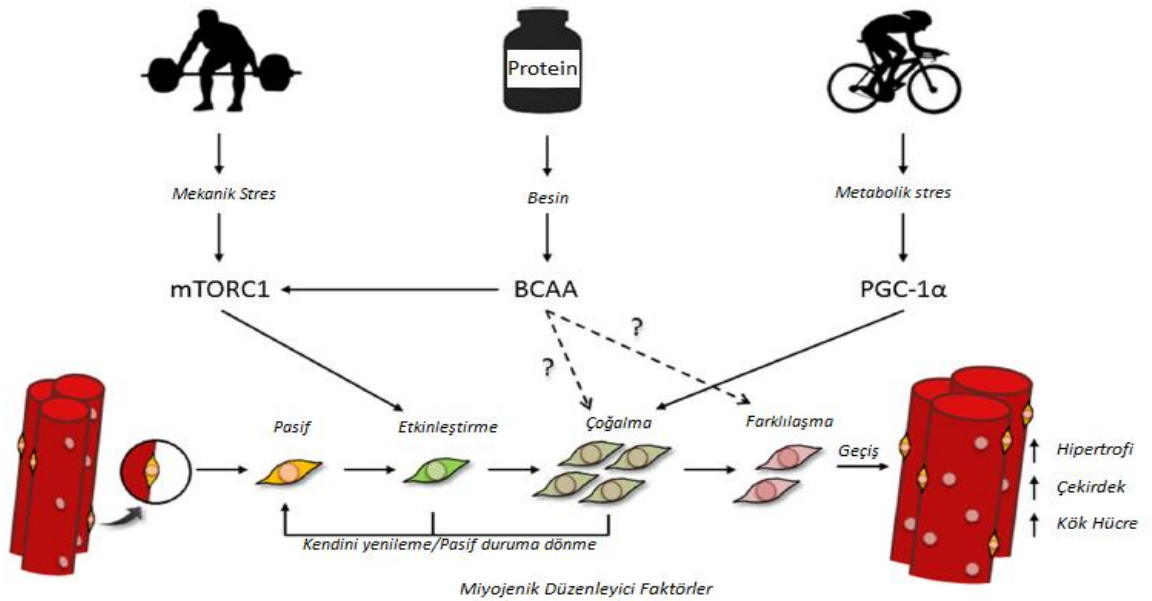 Protein
Mekanik Stres
Besin
Metabolik stres
mTORC1
BCAA
PGC-1α
?
?
Pasif
Etkinleştirme
Çoğalma
Farklılaşma
Geçiş
Hipertrofi
Çekirdek
Kök Hücre
Kendini yenileme/Pasif duruma dönme
Miyojenik Düzenleyici Faktörler